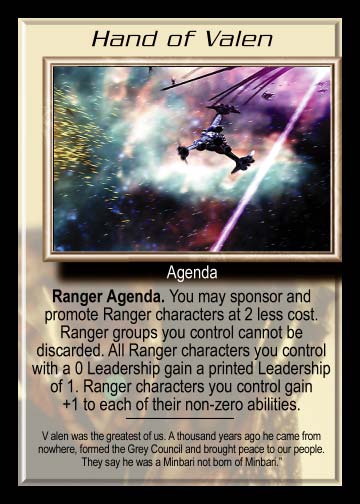 Hand of Valen
Agenda
Ranger Agenda. You may sponsor and
promote Ranger characters at 2 less cost.
Ranger groups you control cannot be
discarded. All Ranger characters you control
with a 0 Leadership gain a printed Leadership
of 1. Ranger characters you control gain
+1 to each of their non-zero abilities.
V alen was the greatest of us. A thousand years ago he came from
nowhere, formed the Grey Council and brought peace to our people.
They say he was a Minbari not born of Minbari."